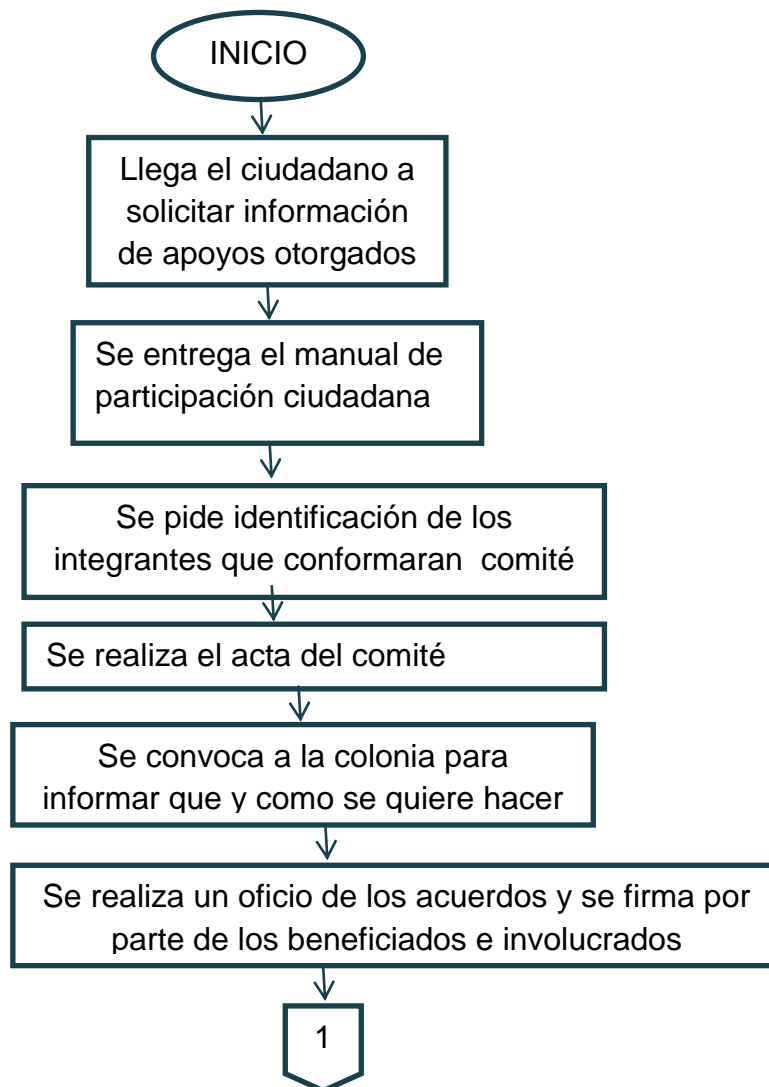 INICIO
Llega el ciudadano a
solicitar información
de apoyos otorgados
Se entrega el manual de
participación ciudadana
Se pide identificación de los
integrantes que conformaran  comité
Se realiza el acta del comité
Se convoca a la colonia para
informar que y como se quiere hacer
Se realiza un oficio de los acuerdos y se firma por
parte de los beneficiados e involucrados
1